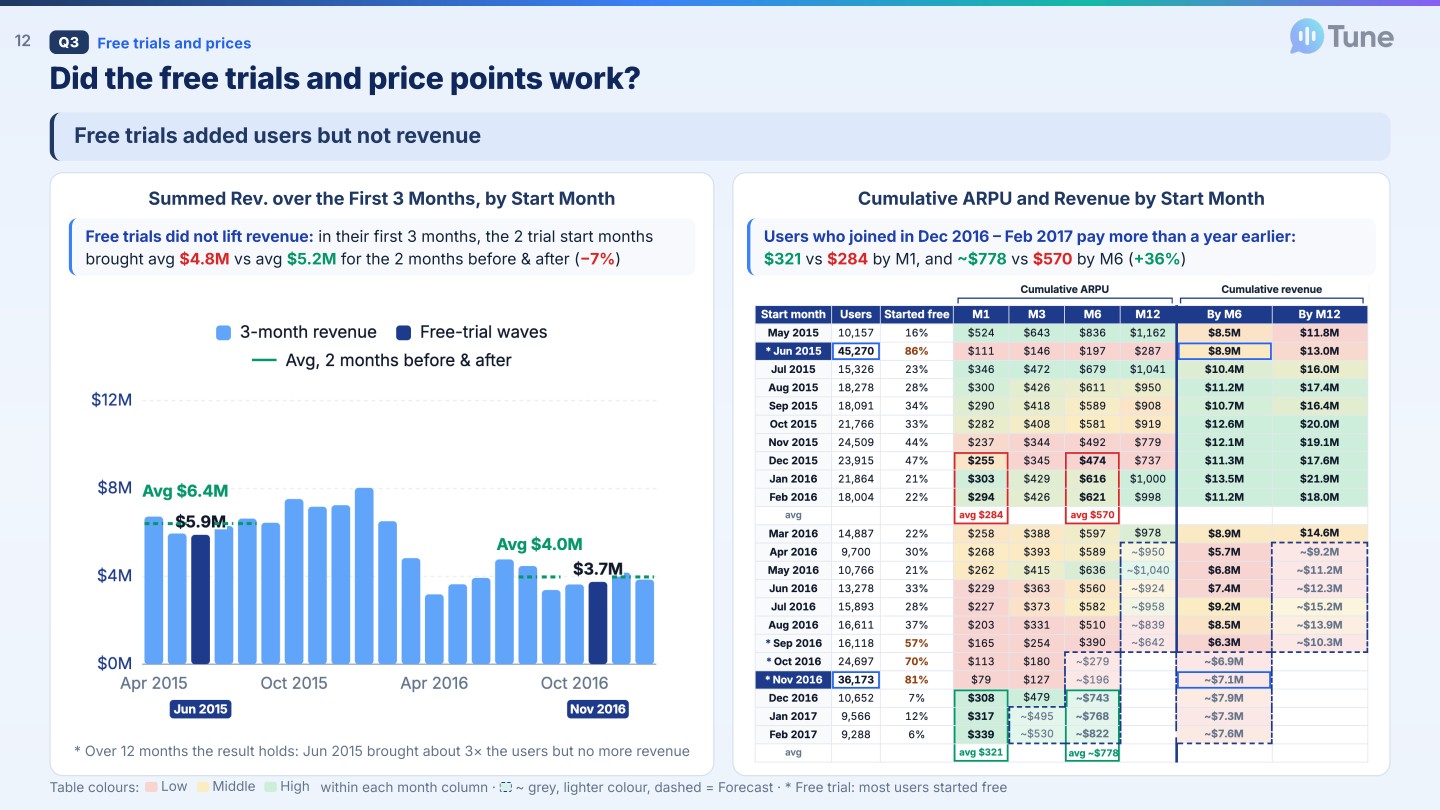 12 Q3 Free trials and prices
Tune
Did the free trials and price points work?
Free trials added users but not revenue
Summed Rev. over the First 3 Months, by Start Month
Free trials did not lift revenue: in their first 3 months, the 2 trial start months
brought avg $4.8M vs avg $5.2M for the 2 months before & after (−7%)
3-month revenue Free-trial waves
Avg, 2 months before & after
$12M
$8M
$4M
$0M
Avg $6.4M
$5.9M
Avg $4.0M
$3.7M
Apr 2015 Oct 2015 Apr 2016 Oct 2016
Jun 2015 Nov 2016
* Over 12 months the result holds: Jun 2015 brought about 3× the users but no more revenue
Cumulative ARPU and Revenue by Start Month
Users who joined in Dec 2016 – Feb 2017 pay more than a year earlier:
$321 vs $284 by M1, and ~$778 vs $570 by M6 (+36%)
Cumulative ARPU Cumulative revenue
Start month Users Started free M1 M3 M6 M12 By M6 By M12
May 2015 10,157 16% $524 $643 $836 $1,162 $8.5M $11.8M
* Jun 2015 45,270 86% $111 $146 $197 $287 $8.9M $13.0M
Jul 2015 15,326 23% $346 $472 $679 $1,041 $10.4M $16.0M
Aug 2015 18,278 28% $300 $426 $611 $950 $11.2M $17.4M
Sep 2015 18,091 34% $290 $418 $589 $908 $10.7M $16.4M
Oct 2015 21,766 33% $282 $408 $581 $919 $12.6M $20.0M
Nov 2015 24,509 44% $237 $344 $492 $779 $12.1M $19.1M
Dec 2015 23,915 47% $255 $345 $474 $737 $11.3M $17.6M
Jan 2016 21,864 21% $303 $429 $616 $1,000 $13.5M $21.9M
Feb 2016 18,004 22% $294 $426 $621 $998 $11.2M $18.0M
avg avg $284 avg $570
Mar 2016 14,887 22% $258 $388 $597 $978 $8.9M $14.6M
Apr 2016 9,700 30% $268 $393 $589 ~$950 $5.7M ~$9.2M
May 2016 10,766 21% $262 $415 $636 ~$1,040 $6.8M ~$11.2M
Jun 2016 13,278 33% $229 $363 $560 ~$924 $7.4M ~$12.3M
Jul 2016 15,893 28% $227 $373 $582 ~$958 $9.2M ~$15.2M
Aug 2016 16,611 37% $203 $331 $510 ~$839 $8.5M ~$13.9M
* Sep 2016 16,118 57% $165 $254 $390 ~$642 $6.3M ~$10.3M
* Oct 2016 24,697 70% $113 $180 ~$279 ~$6.9M
* Nov 2016 36,173 81% $79 $127 ~$196 ~$7.1M
Dec 2016 10,652 7% $308 $479 ~$743 ~$7.9M
Jan 2017 9,566 12% $317 ~$495 ~$768 ~$7.3M
Feb 2017 9,288 6% $339 ~$530 ~$822 ~$7.6M
avg avg $321 avg ~$778
Table colours: Low Middle High within each month column · ~ grey, lighter colour, dashed = Forecast · * Free trial: most users started free